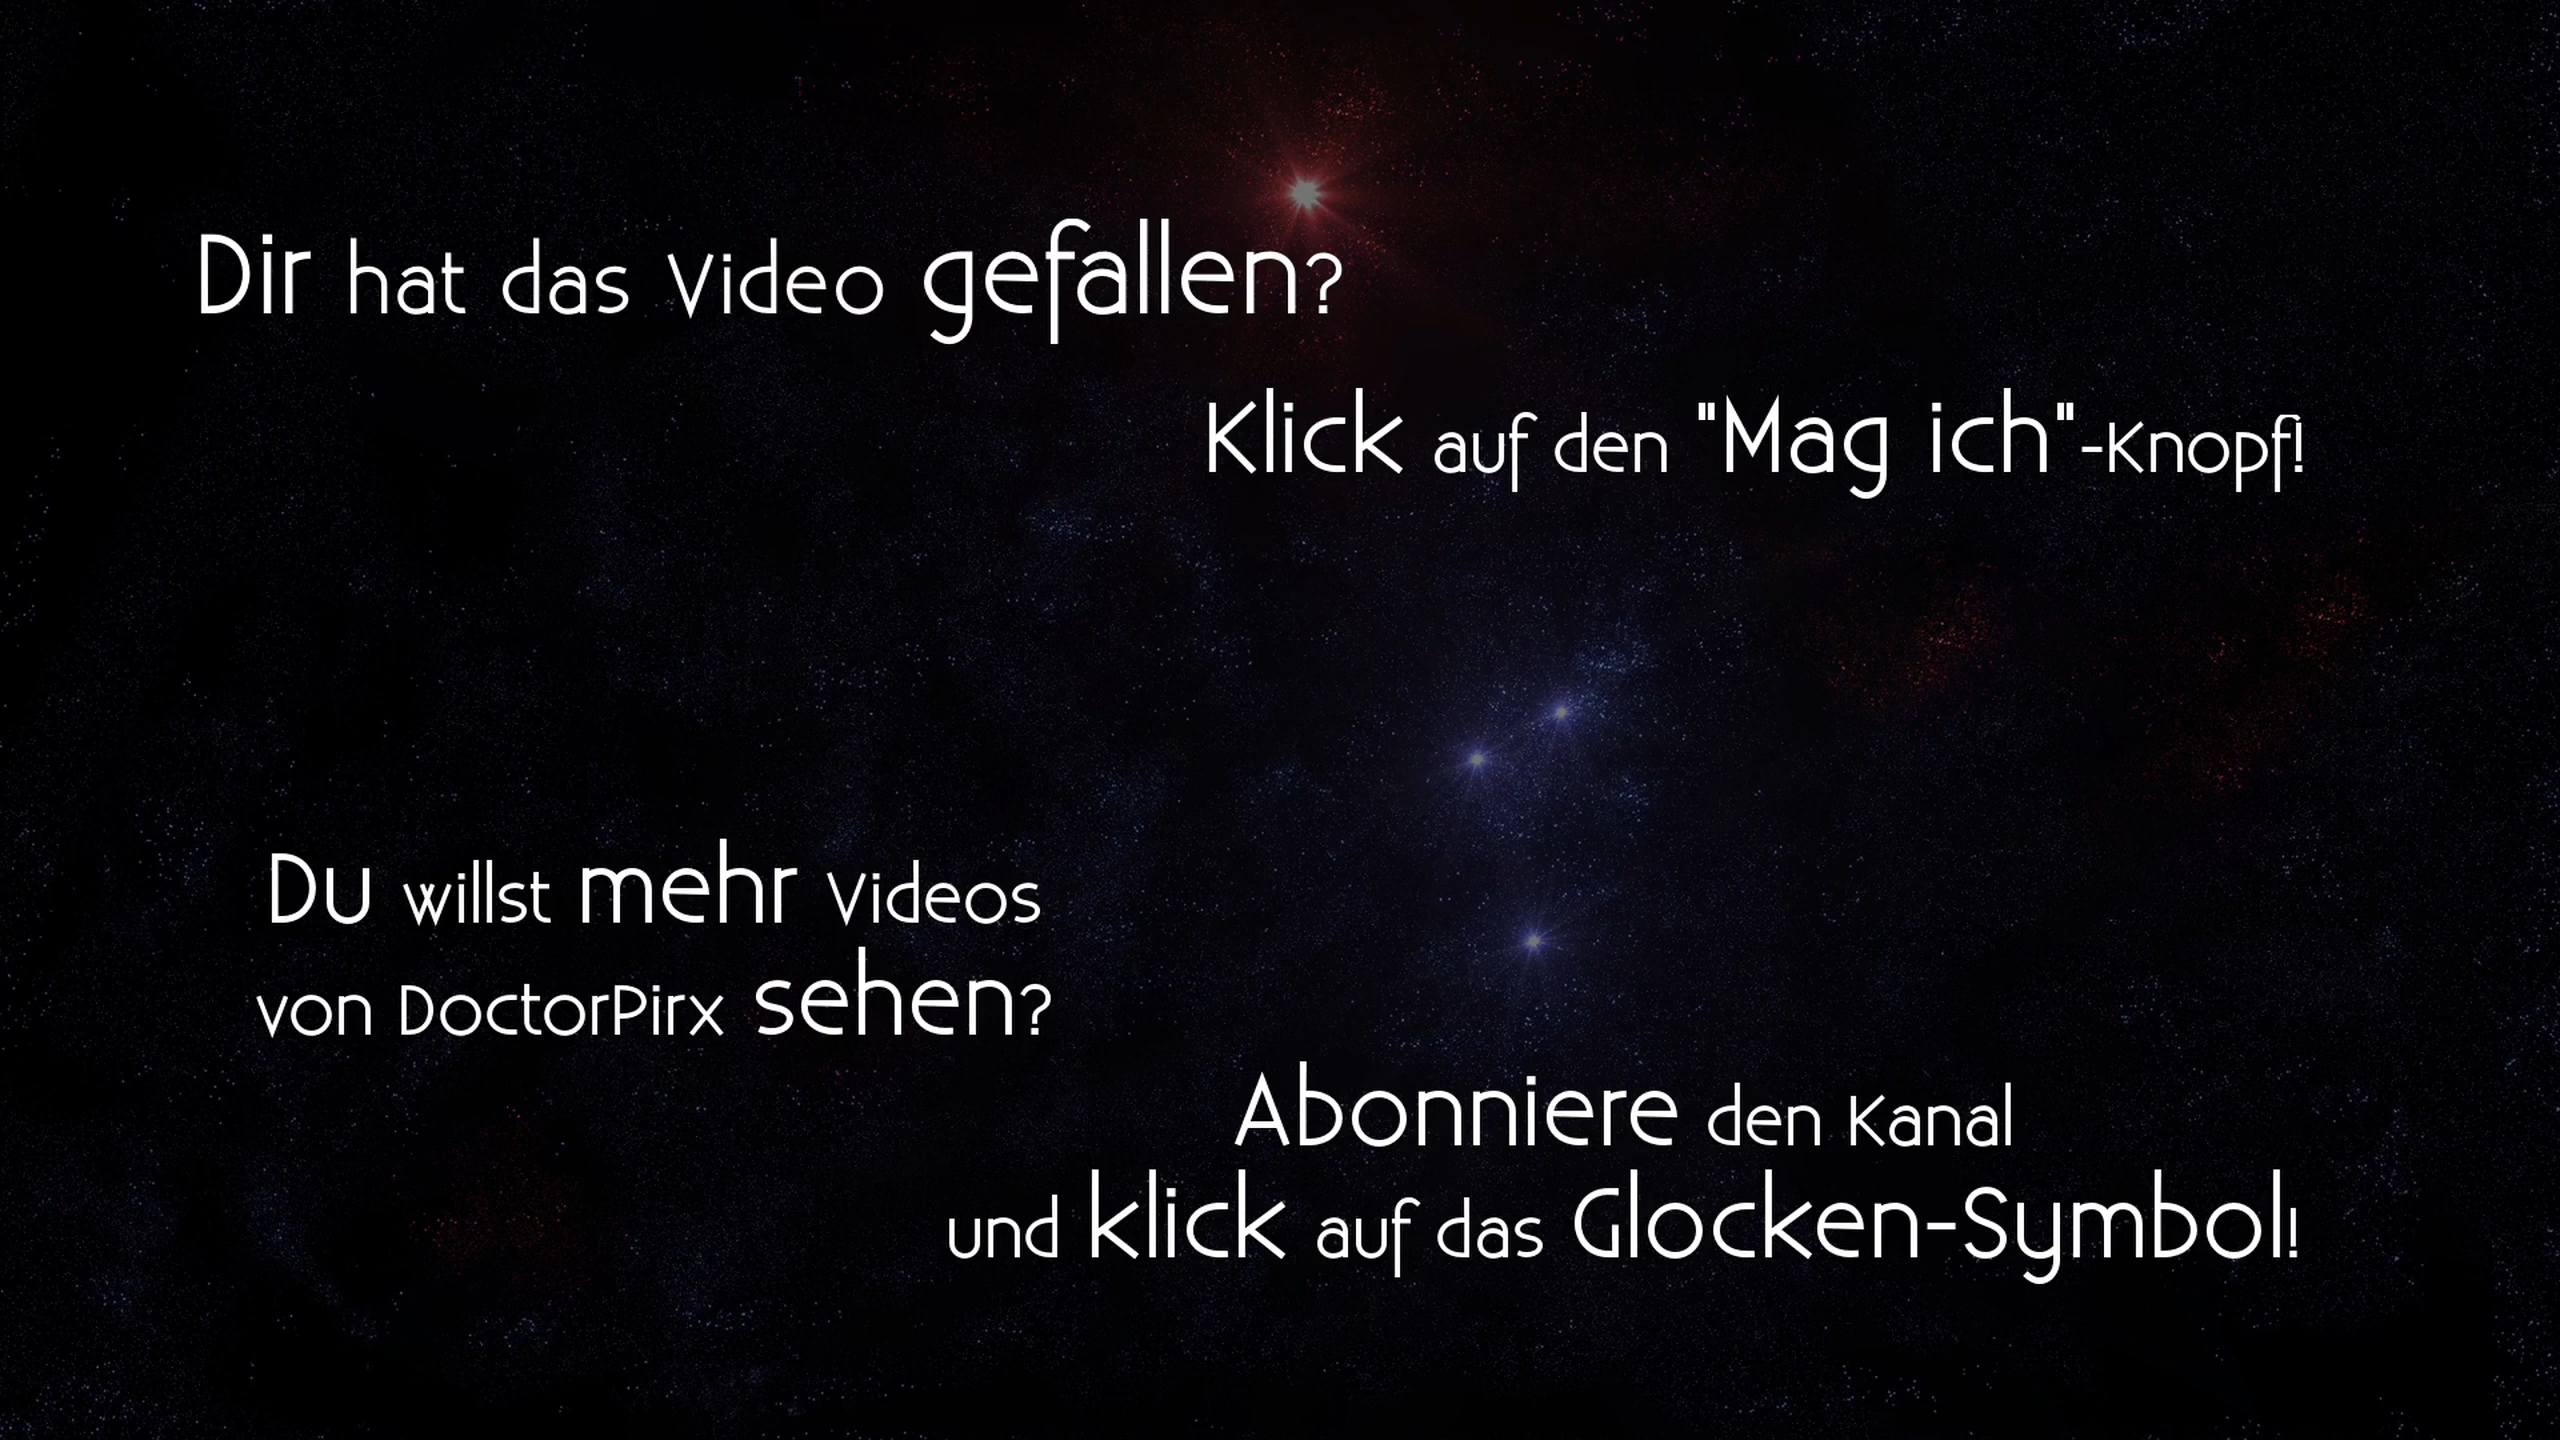 Dir hat das Video gefallen?
Klick auf den "Mag ich"-Knopf!
Du willst mehr Videos
von DoctorPirx sehen?
Abonniere den Kanal
und klick auf das Glocken-Symbol!